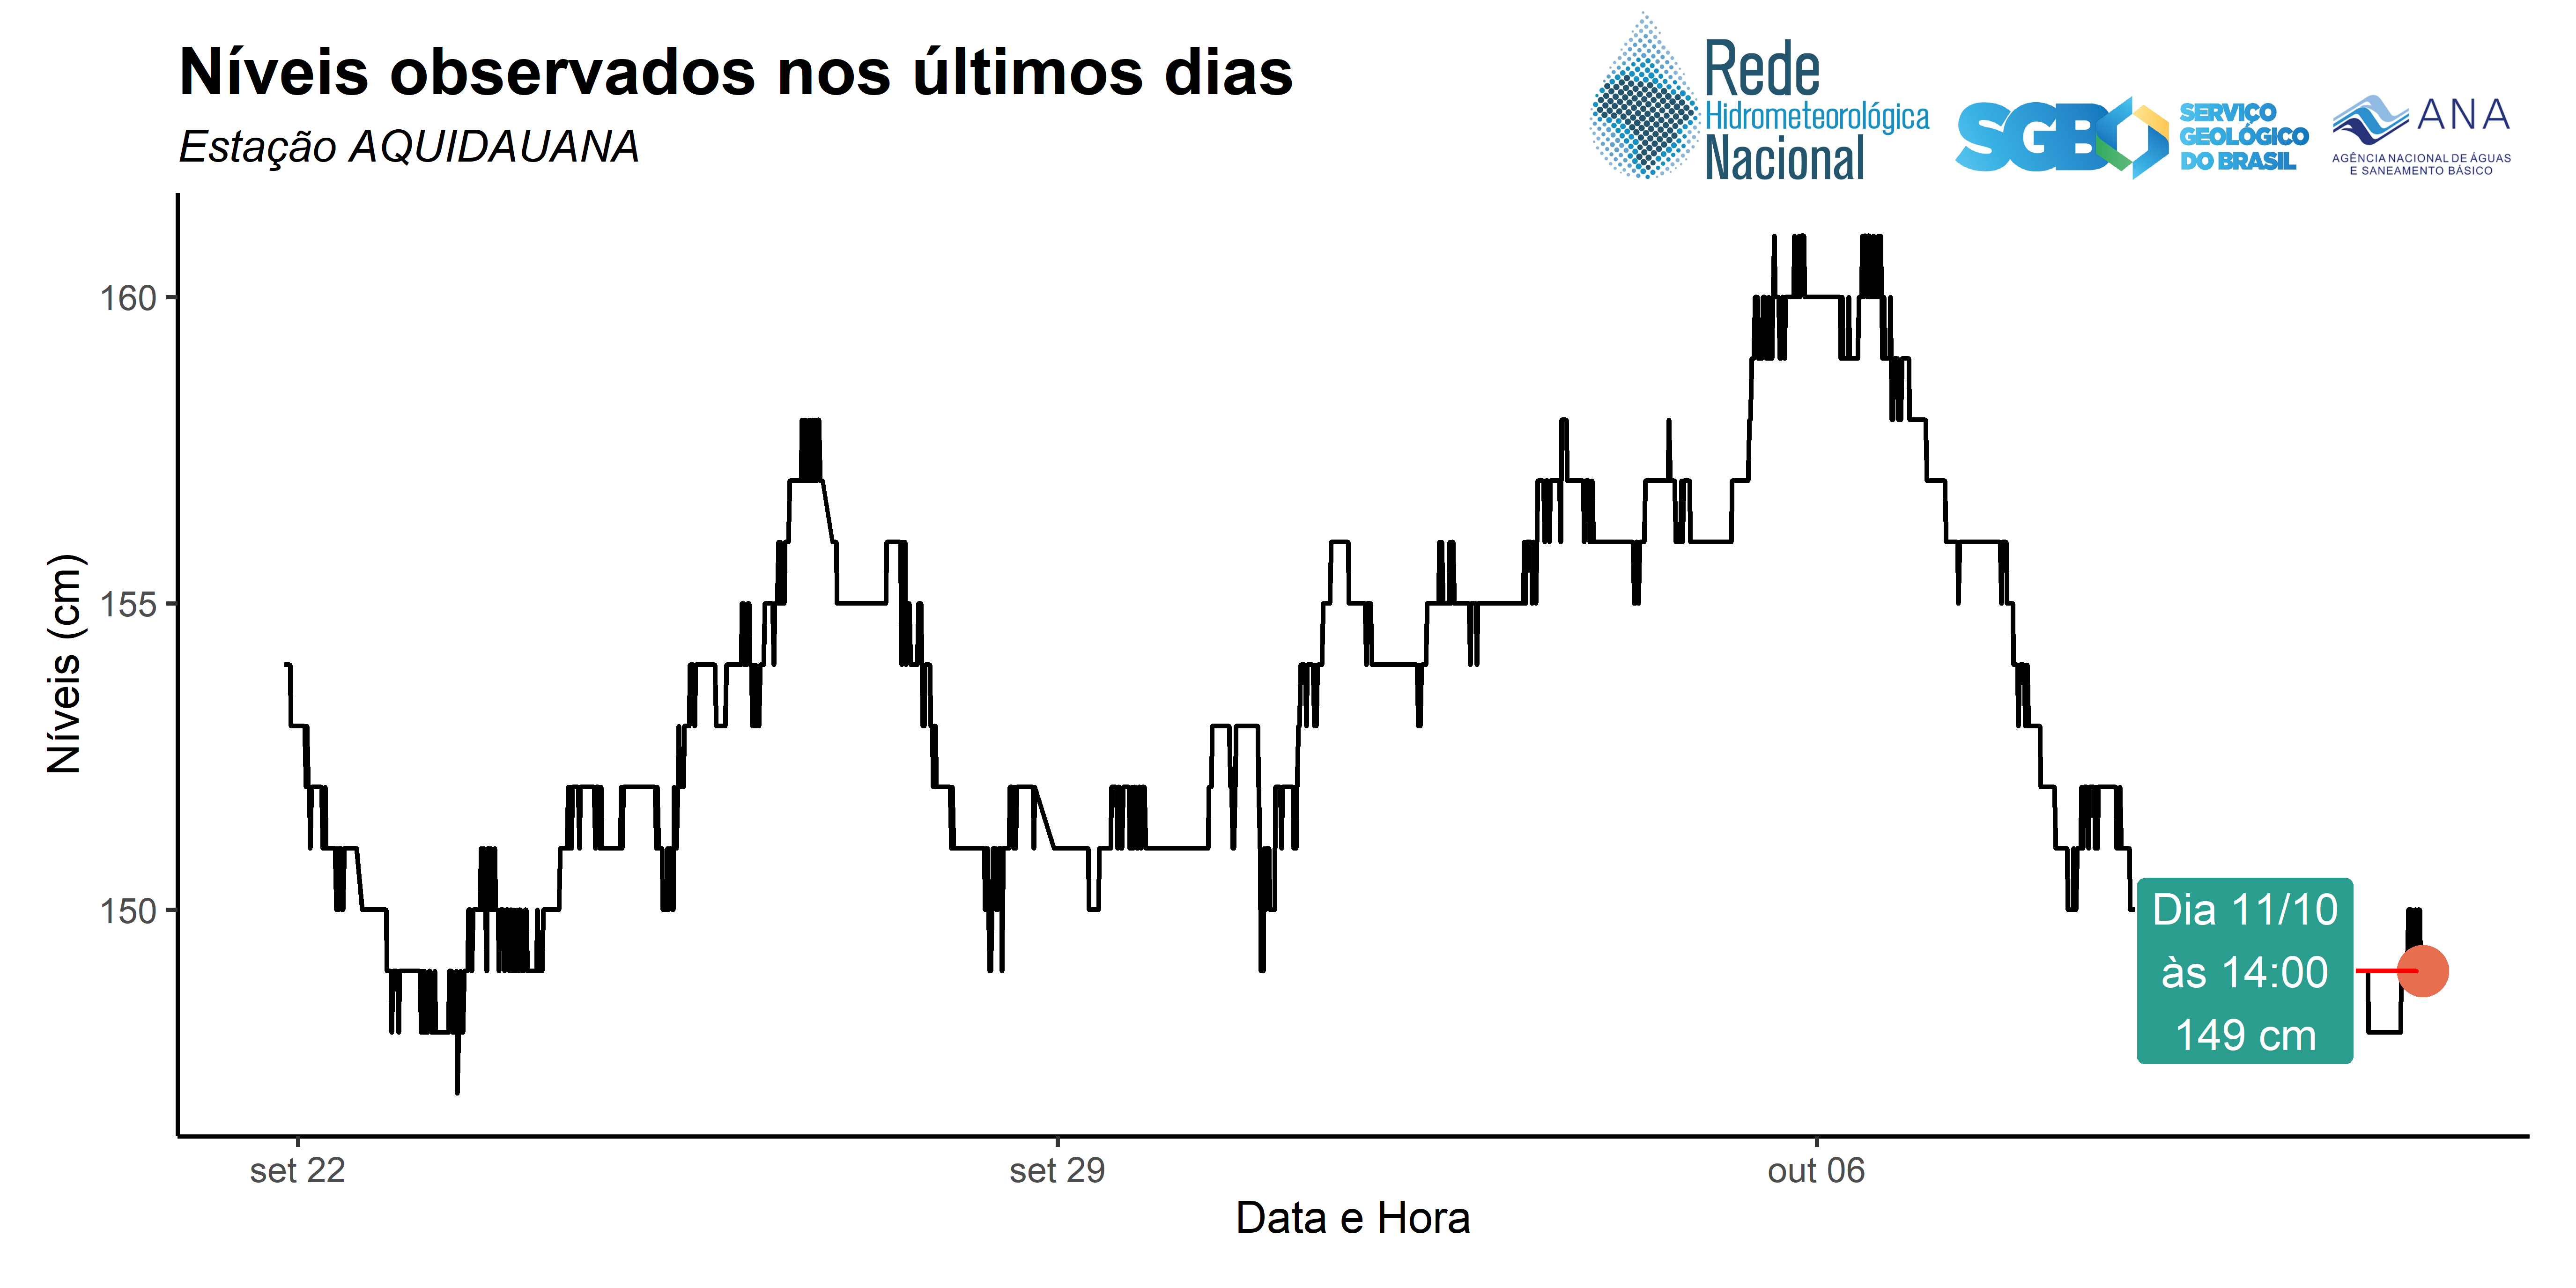 Níveis observados nos últimos dias
Estação AQUIDAUANA
Rede
Hidrometeorológica
Nacional
SGB
SERVIÇO
GEOLÓGICO
DO BRASIL
ANA
AGÊNCIA NACIONAL DE ÁGUAS
E SANEAMENTO BÁSICO
Níveis (cm)
160
155
150
Dia 11/10
às 14:00
149 cm
set 22
set 29
out 06
Data e Hora